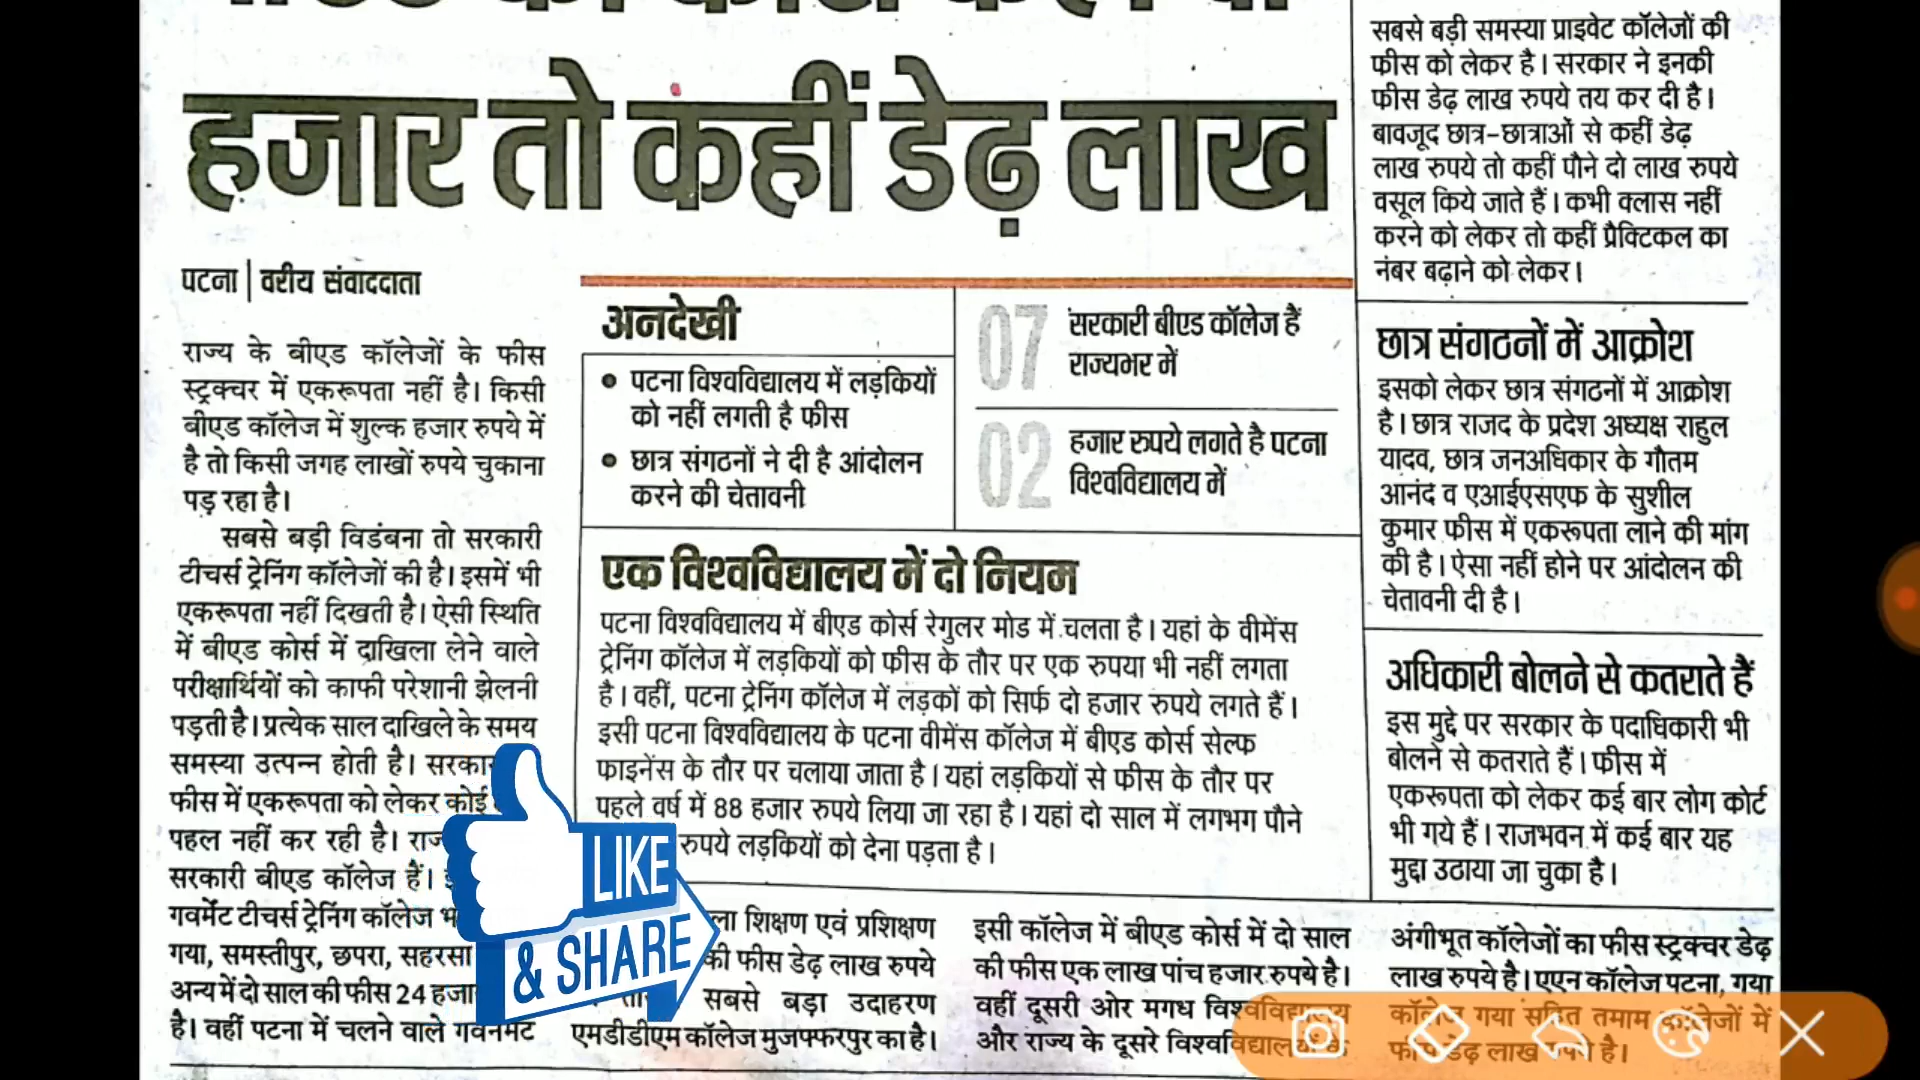 हजार तो कहीं डेढ़ लाख
पटना | वरीय संवाददाता
राज्य के बीएड कॉलेजों के फीस
स्ट्रक्चर में एकरूपता नहीं है। किसी
बीएड कॉलेज में शुल्क हजार रुपये में
है तो किसी जगह लाखों रुपये चुकाना
पड़ रहा है।
सबसे बड़ी विडंबना तो सरकारी
टीचर्स ट्रेनिंग कॉलेजों की है। इसमें भी
एकरूपता नहीं दिखती है। ऐसी स्थिति
में बीएड कोर्स में दाखिला लेने वाले
परीक्षार्थियों को काफी परेशानी झेलनी
पड़ती है। प्रत्येक साल दाखिले के समय
समस्या उत्पन्न होती है।
फीस में एकरूपता को लेकर कोई
पहल नहीं कर रही है।
सरकारी बीएड कॉलेज हैं।
गवर्मेंट टीचर्स ट्रेनिंग कॉलेज
गया, समस्तीपुर, छपरा, सहरसा
अन्य में दो साल की फीस 24
है। वहीं पटना में चलने वाले गवर्नमेंट
अनदेखी
● पटना विश्वविद्यालय में लड़कियों
को नहीं लगती है फीस
● छात्र संगठनों ने दी है आंदोलन
करने की चेतावनी
07 सरकारी बीएड कॉलेज हैं
राज्यभर में
02 हजार रुपये लगते है पटना
विश्वविद्यालय में
एक विश्वविद्यालय में दो नियम
पटना विश्वविद्यालय में बीएड कोर्स रेगुलर मोड में चलता है। यहां के वीमेंस
ट्रेनिंग कॉलेज में लड़कियों को फीस के तौर पर एक रुपया भी नहीं लगता
है। वहीं, पटना ट्रेनिंग कॉलेज में लड़कों को सिर्फ दो हजार रुपये लगते हैं।
इसी पटना विश्वविद्यालय के पटना वीमेंस कॉलेज में बीएड कोर्स सेल्फ
फाइनेंस के तौर पर चलाया जाता है। यहां लड़कियों से फीस के तौर पर
पहले वर्ष में 88 हजार रुपये लिया जा रहा है। यहां दो साल में लगभग पौने
रुपये लड़कियों को देना पड़ता है।
शिक्षण एवं प्रशिक्षण
की फीस डेढ़ लाख रुपये
सबसे बड़ा उदाहरण
एमडीडीएम कॉलेज मुजफ्फरपुर का है।
इसी कॉलेज में बीएड कोर्स में दो साल
की फीस एक लाख पांच हजार रुपये है।
वहीं दूसरी ओर मगध विश्वविद्यालय
और राज्य के दूसरे विश्वविद्यालयों के
अंगीभूत कॉलेजों का फीस स्ट्रक्चर डेढ़
लाख रुपये है। एएन कॉलेज पटना, गया
कॉलेज गया सहित तमाम कॉलेजों में
फीस डेढ़ लाख रुपये है।
सबसे बड़ी समस्या प्राइवेट कॉलेजों की
फीस को लेकर है। सरकार ने इनकी
फीस डेढ़ लाख रुपये तय कर दी है।
बावजूद छात्र-छात्राओं से कहीं डेढ़
लाख रुपये तो कहीं पौने दो लाख रुपये
वसूल किये जाते हैं। कभी क्लास नहीं
करने को लेकर तो कहीं प्रैक्टिकल का
नंबर बढ़ाने को लेकर।
छात्र संगठनों में आक्रोश
इसको लेकर छात्र संगठनों में आक्रोश
है। छात्र राजद के प्रदेश अध्यक्ष राहुल
यादव, छात्र जनअधिकार के गौतम
आनंद व एआईएसएफ के सुशील
कुमार फीस में एकरूपता लाने की मांग
की है। ऐसा नहीं होने पर आंदोलन की
चेतावनी दी है।
अधिकारी बोलने से कतराते हैं
इस मुद्दे पर सरकार के पदाधिकारी भी
बोलने से कतराते हैं। फीस में
एकरूपता को लेकर कई बार लोग कोर्ट
भी गये हैं। राजभवन में कई बार यह
मुद्दा उठाया जा चुका है।
LIKE
& SHARE